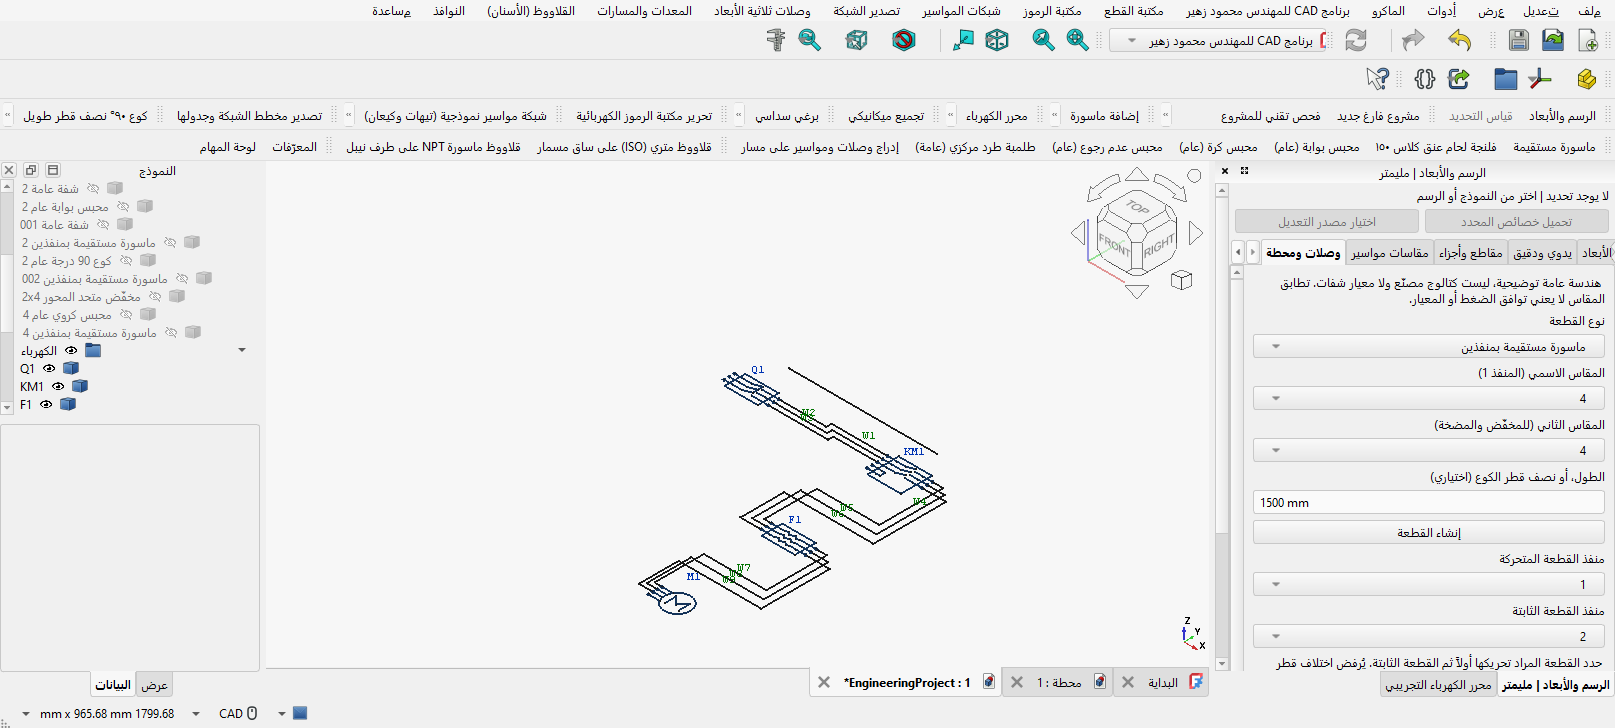 ملف تعديل عرض أدوات الماكرو برنامج CAD للمهندس محمود زهير مكتبة القطع مكتبة الرموز شبكات المواسير تصدير الشبكة وصلات ثلاثية الأبعاد المعدات والمسارات القلاووظ (الأسنان) النوافذ مساعدة
برنامج CAD للمهندس محمود زهير
الرسم والأبعاد قياس التحديد مشروع فارغ جديد فحص تقني للمشروع إضافة ماسورة محرر الكهرباء تجميع ميكانيكي برغي سداسي تحرير مكتبة الرموز الكهربائية شبكة مواسير نموذجية (تيهات وكيعان) تصدير مخطط الشبكة وجدولها كوع ٩٠° نصف قطر طويل
ماسورة مستقيمة فلنجة لحام عنق كلاس ١٥٠ محبس بوابة (عام) محبس كرة (عام) محبس عدم رجوع (عام) طلمبة طرد مركزي (عامة) إدراج وصلات ومواسير على مسار قلاووظ متري (ISO) على ساق مسمار قلاووظ ماسورة NPT على طرف نيبل المعرّفات لوحة المهام
الرسم والأبعاد | مليمتر
لا يوجد تحديد | اختر من النموذج أو الرسم
تحميل خصائص المحدد اختيار مصدر التعديل
الأبعاد يدوي ودقيق مقاطع وأجزاء مقاسات مواسير وصلات ومحطة
هندسة عامة توضيحية، ليست كتالوج مصنّع ولا معيار شفات. تطابق
المقاس لا يعني توافق الضغط أو المعيار.
نوع القطعة
ماسورة مستقيمة بمنفذين
المقاس الاسمي (المنفذ 1)
4
المقاس الثاني (للمخفّض والمضخة)
4
الطول، أو نصف قطر الكوع (اختياري)
1500 mm
إنشاء القطعة
منفذ القطعة المتحركة
1
منفذ القطعة الثابتة
2
حدد القطعة المراد تحريكها أولاً ثم القطعة الثابتة. يُرفض اختلاف قطر
الرسم والأبعاد | مليمتر محرر الكهرباء التجريبي
TOP
FRONT
RIGHT
Q1
W2
W1
KM1
W4
W5
W6
F1
W7
M1
Z
Y
X
النموذج
شفة عامة 2
محبس بوابة عام 2
شفة عامة 001
ماسورة مستقيمة بمنفذين 2
كوع 90 درجة عام 2
ماسورة مستقيمة بمنفذين 002
مخفّض متحد المحور 2x4
محبس كروي عام 4
ماسورة مستقيمة بمنفذين 4
الكهرباء
Q1
KM1
F1
عرض البيانات
البداية
محطة : 1
EngineeringProject : 1*
CAD
mm x 965.68 mm 1799.68